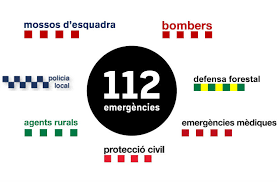 mossos d'esquadra
bombers
policia
local
112
emergències
defensa forestal
agents rurals
emergències mèdiques
protecció civil